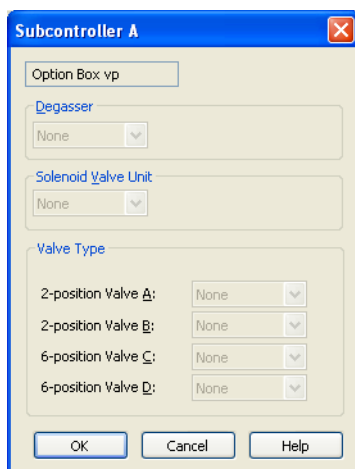 Subcontroller A
Option Box vp
Degasser
None
Solenoid Valve Unit
None
Valve Type
2-position Valve A: None
2-position Valve B: None
6-position Valve C: None
6-position Valve D: None
OK Cancel Help